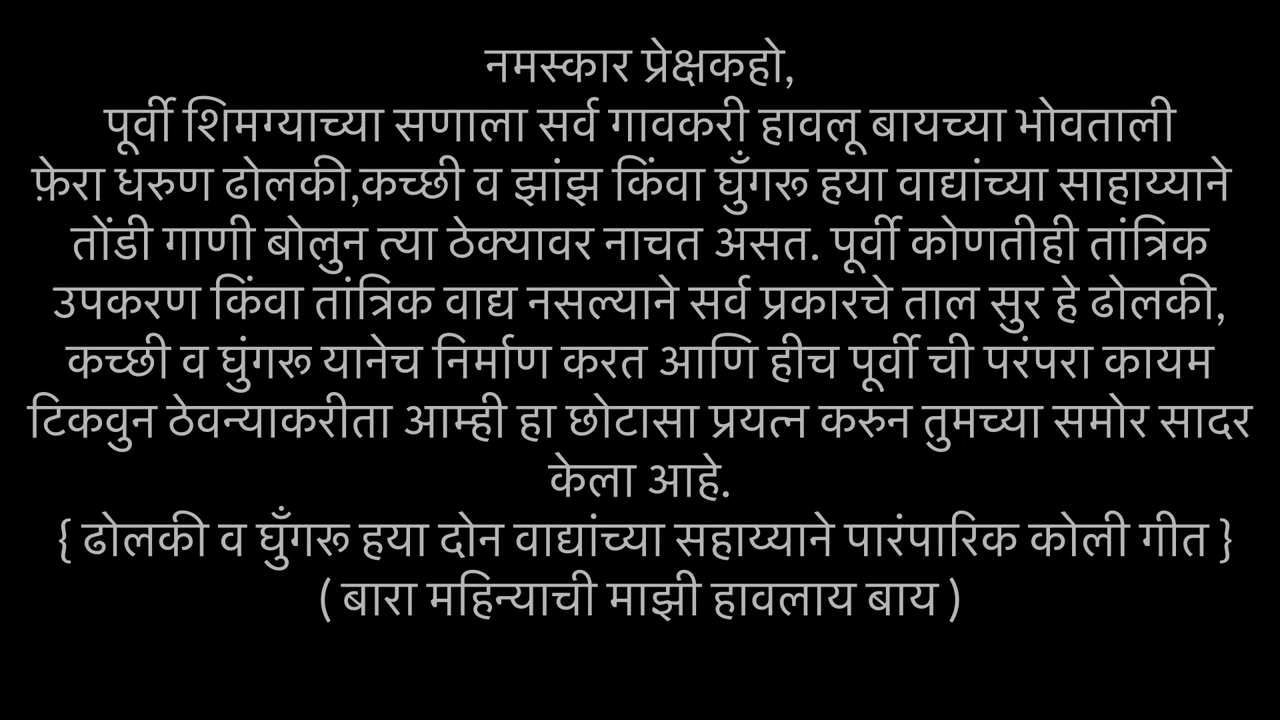 नमस्कार प्रेक्षकहो,
पूर्वी शिमग्याच्या सणाला सर्व गावकरी हावलू बायच्या भोवताली
फ़ेरा धरुण ढोलकी,कच्छी व झांझ किंवा घुँगरू हया वाद्यांच्या साहाय्याने
तोंडी गाणी बोलुन त्या ठेक्यावर नाचत असत. पूर्वी कोणतीही तांत्रिक
उपकरण किंवा तांत्रिक वाद्य नसल्याने सर्व प्रकारचे ताल सुर हे ढोलकी,
कच्छी व घुंगरू यानेच निर्माण करत आणि हीच पूर्वी ची परंपरा कायम
टिकवुन ठेवन्याकरीता आम्ही हा छोटासा प्रयत्न करुन तुमच्या समोर सादर
केला आहे.
{ ढोलकी व घुँगरू हया दोन वाद्यांच्या सहाय्याने पारंपारिक कोली गीत }
( बारा महिन्याची माझी हावलाय बाय )